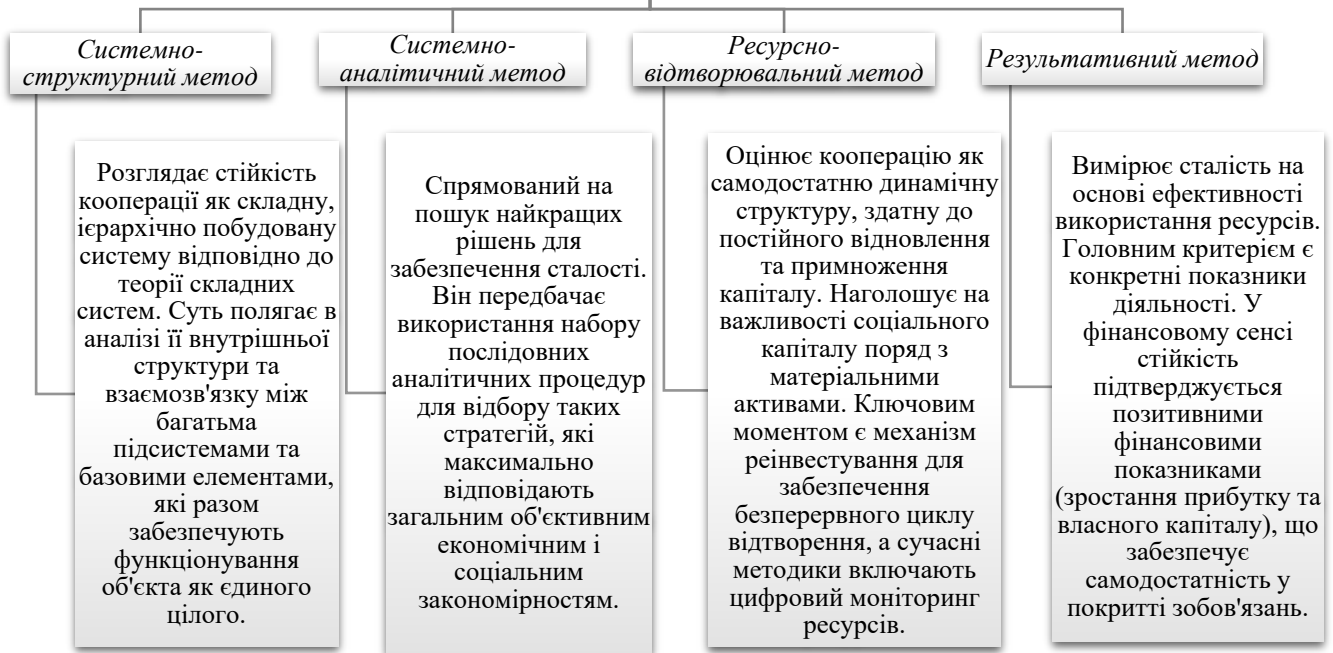 Системно-
структурний метод
Розглядає стійкість
кооперації як складну,
ієрархічно побудовану
систему відповідно до
теорії складних
систем. Суть полягає в
аналізі її внутрішньої
структури та
взаємозв'язку між
багатьма
підсистемами та
базовими елементами,
які разом
забезпечують
функціонування
об'єкта як єдиного
цілого.
Системно-
аналітичний метод
Спрямований на
пошук найкращих
рішень для
забезпечення сталості.
Він передбачає
використання набору
послідовних
аналітичних процедур
для відбору таких
стратегій, які
максимально
відповідають
загальним об'єктивним
економічним і
соціальним
закономірностям.
Ресурсно-
відтворювальний метод
Оцінює кооперацію як
самодостатню динамічну
структуру, здатну до
постійного відновлення
та примноження
капіталу. Наголошує на
важливості соціального
капіталу поряд з
матеріальними
активами. Ключовим
моментом є механізм
реінвестування для
забезпечення
безперервного циклу
відтворення, а сучасні
методики включають
цифровий моніторинг
ресурсів.
Результативний метод
Вимірює сталість на
основі ефективності
використання ресурсів.
Головним критерієм є
конкретні показники
діяльності. У
фінансовому сенсі
стійкість
підтверджується
позитивними
фінансовими
показниками
(зростання прибутку та
власного капіталу), що
забезпечує
самодостатність у
покритті зобов'язань.